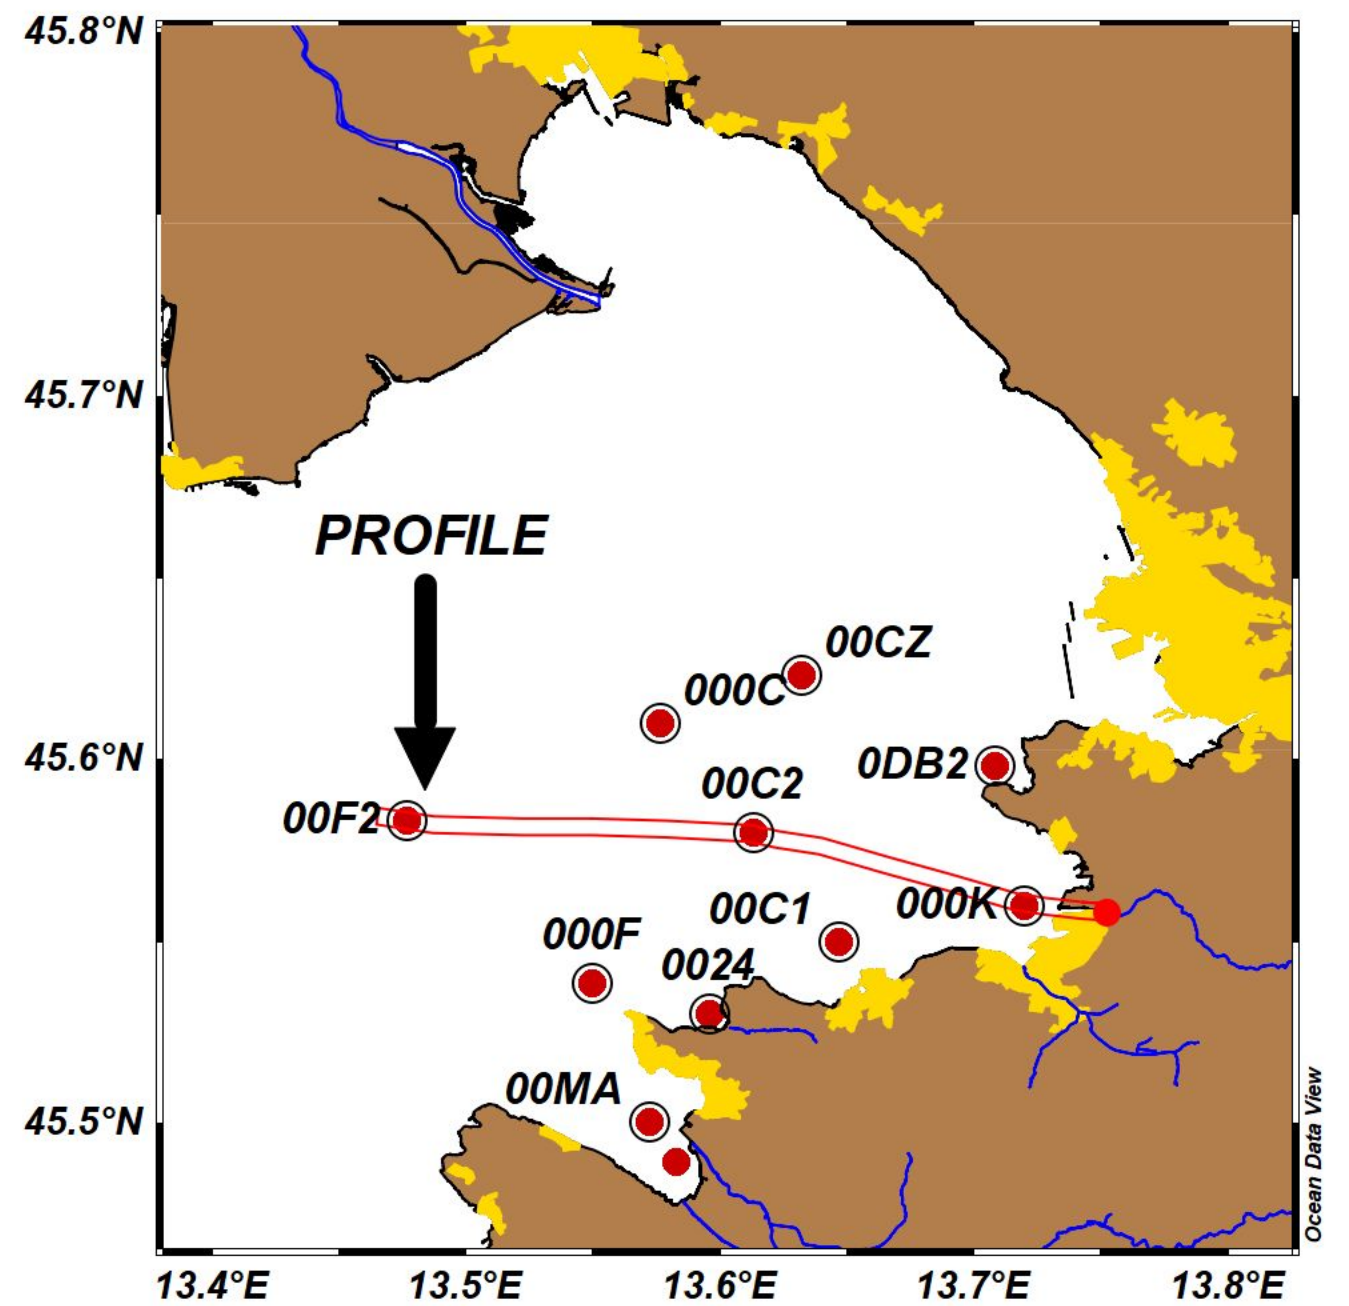 45.8°N
45.7°N
PROFILE
00CZ
000C
45.6°N
0DB2
00C2
00F2
000K
00C1
000F
0024
00MA
45.5°N
Ocean Data View
13.4°E 13.5°E 13.6°E 13.7°E 13.8°E